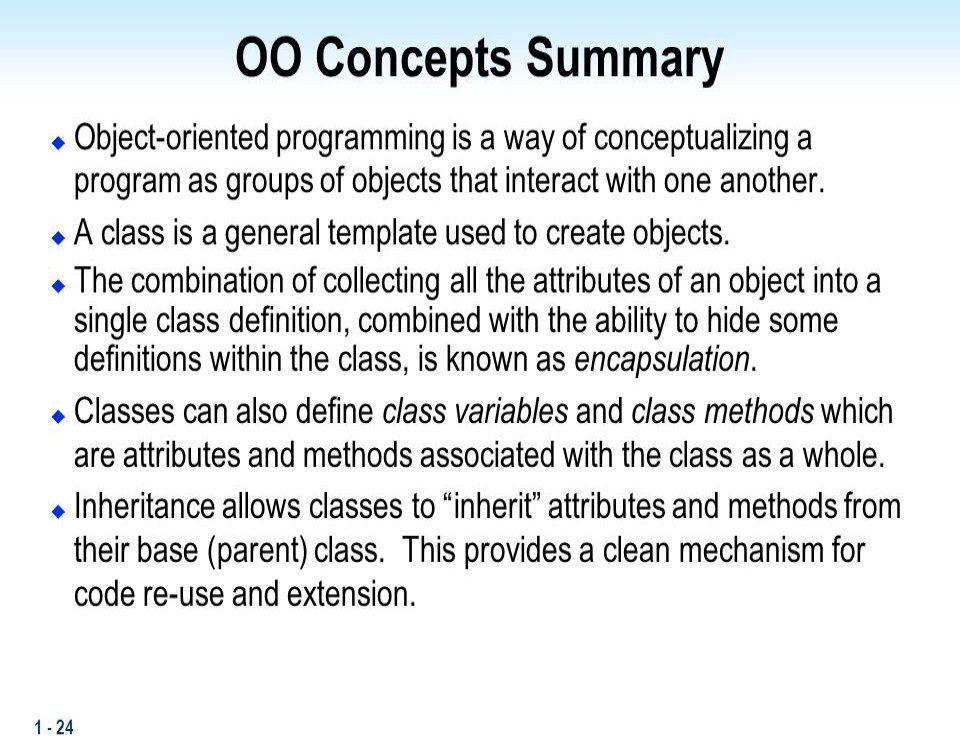 OO Concepts Summary
Object-oriented programming is a way of conceptualizing a
program as groups of objects that interact with one another.
A class is a general template used to create objects.
The combination of collecting all the attributes of an object into a
single class definition, combined with the ability to hide some
definitions within the class, is known as encapsulation.
Classes can also define class variables and class methods which
are attributes and methods associated with the class as a whole.
Inheritance allows classes to “inherit” attributes and methods from
their base (parent) class.  This provides a clean mechanism for
code re-use and extension.
1 - 24